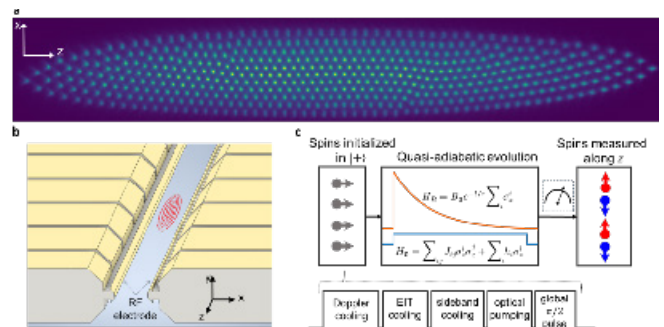 a
x
z
b
RF
electrode
x
z
c
Spins initialized
in |+⟩
Quasi-adiabatic evolution
Spins measured
along z
Doppler
cooling
EIT
cooling
sideband
cooling
optical
pumping
global
π/2
pulse